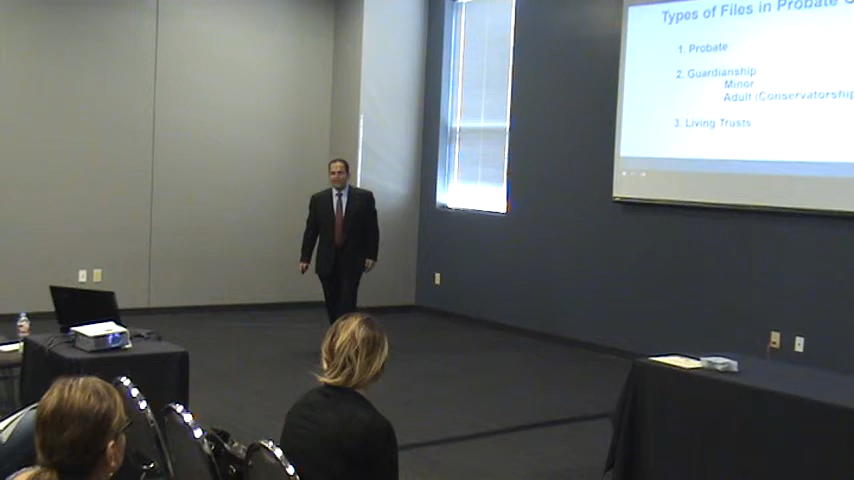 Types of Files in Probate
1. Probate
2. Guardianship
Minor
Adult (Conservatorship
3. Living Trusts